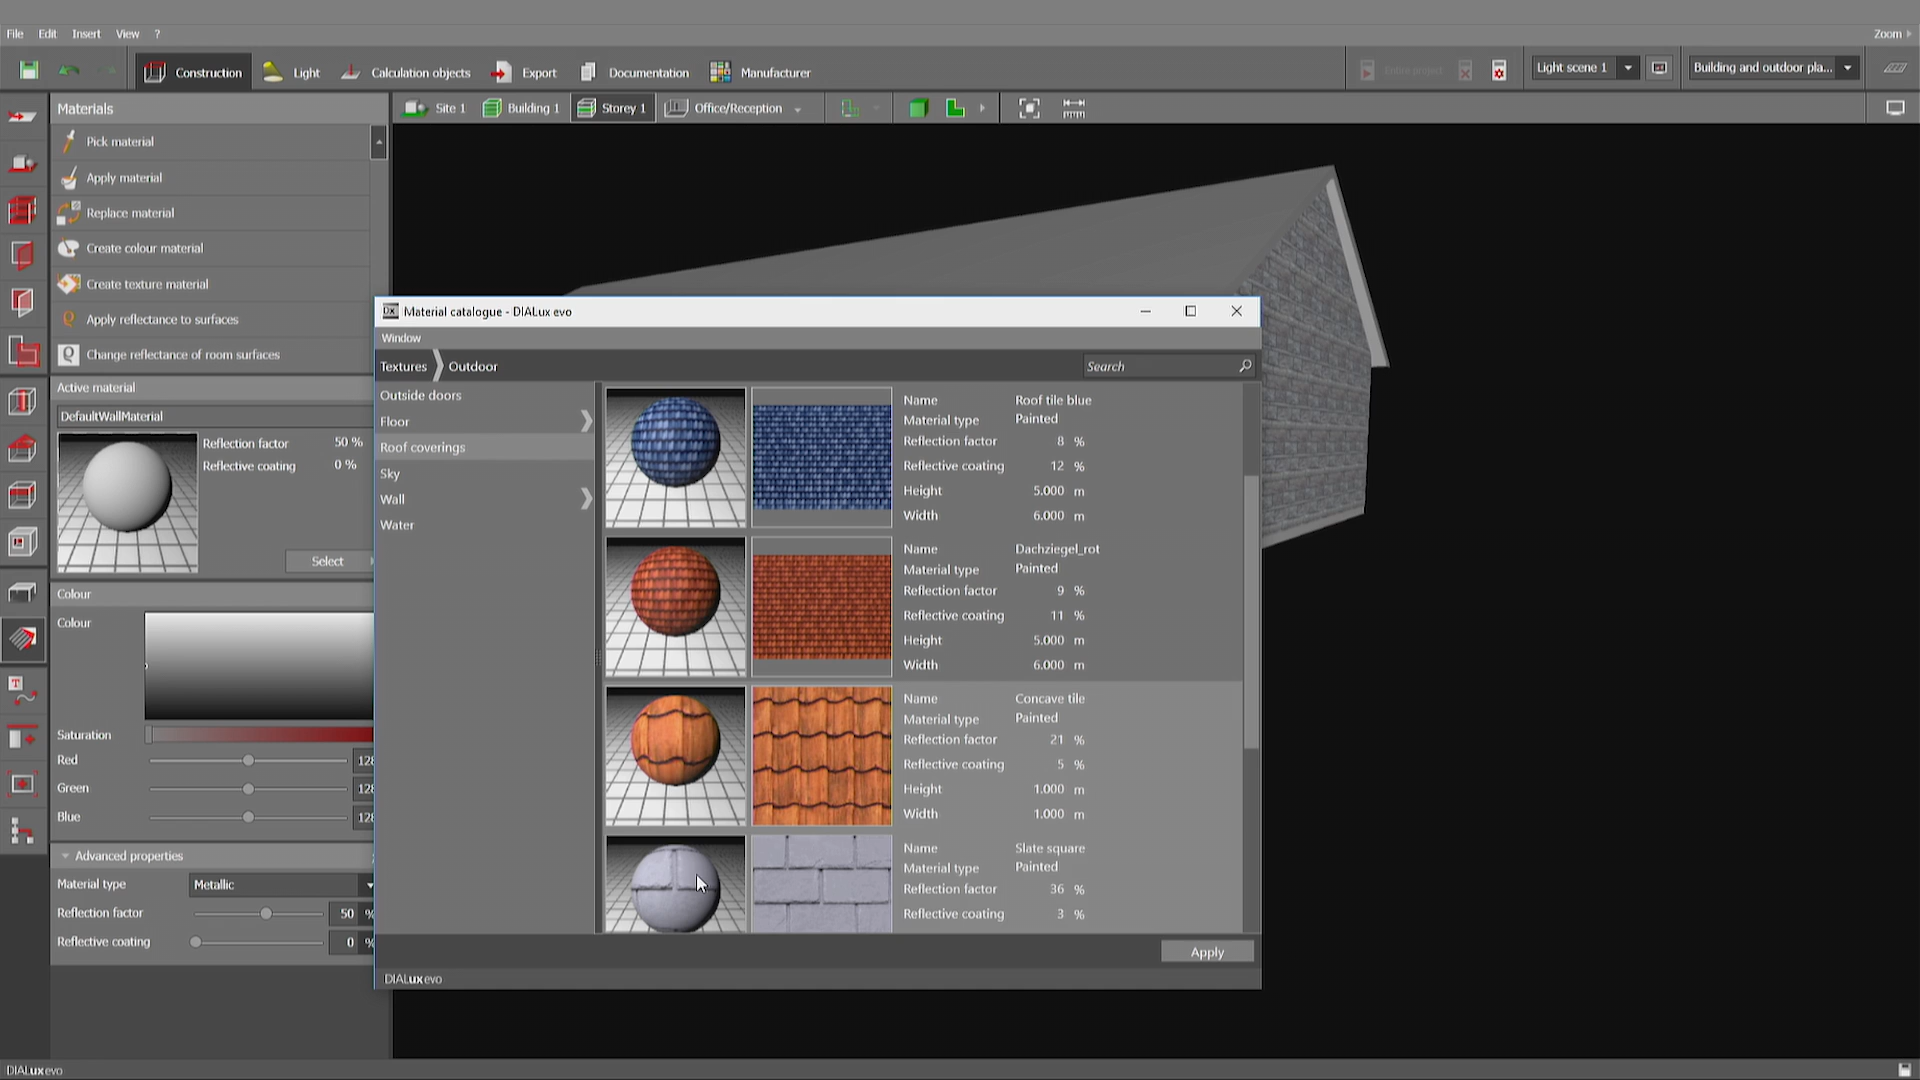 File Edit Insert View ? Zoom
Construction Light Calculation objects Export Documentation Manufacturer Entire project Light scene 1 Building and outdoor pla...
Materials
Site 1 Building 1 Storey 1 Office/Reception
Pick material
Apply material
Replace material
Create colour material
Create texture material
Apply reflectance to surfaces
Change reflectance of room surfaces
Active material
DefaultWallMaterial
Reflection factor 50 %
Reflective coating 0 %
Select
Colour
Colour
Saturation
Red 128
Green 128
Blue 128
Advanced properties
Material type Metallic
Reflection factor 50 %
Reflective coating 0 %
Material catalogue - DIALux evo
Window
Textures Outdoor Search
Outside doors
Floor
Roof coverings
Sky
Wall
Water
Name Roof tile blue
Material type Painted
Reflection factor 8 %
Reflective coating 12 %
Height 5.000 m
Width 6.000 m
Name Dachziegel_rot
Material type Painted
Reflection factor 9 %
Reflective coating 11 %
Height 5.000 m
Width 6.000 m
Name Concave tile
Material type Painted
Reflection factor 21 %
Reflective coating 5 %
Height 1.000 m
Width 1.000 m
Name Slate square
Material type Painted
Reflection factor 36 %
Reflective coating 3 %
Apply
DIALux evo
DIALux evo